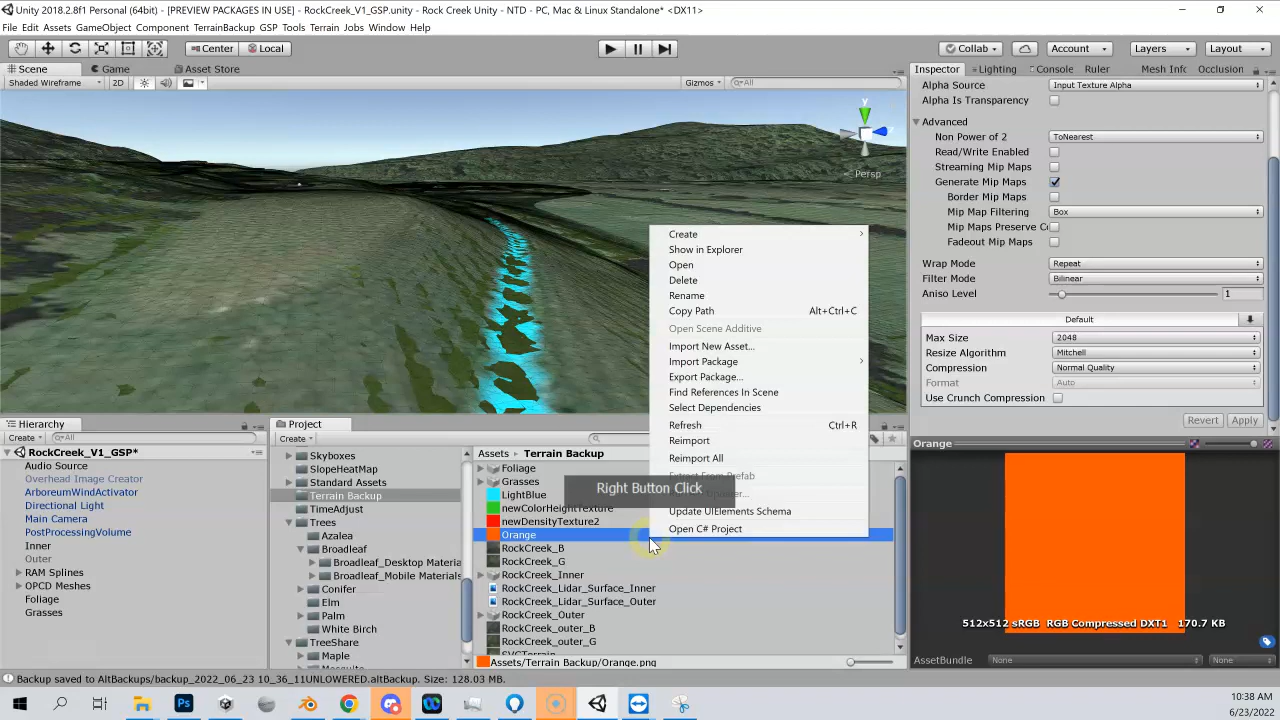 Unity 2018.2.8f1 Personal (64bit) - [PREVIEW PACKAGES IN USE] - RockCreek_V1_GSP.unity - Rock Creek Unity - NTD - PC, Mac & Linux Standalone* <DX11>
File Edit Assets GameObject Component TerrainBackup GSP Tools Terrain Jobs Window Help
Center Local Collab Account Layers Layout
Scene Game Asset Store
Shaded Wireframe 2D Gizmos All
y
z
Persp
Create
Show in Explorer
Open
Delete
Rename
Copy Path Alt+Ctrl+C
Open Scene Additive
Import New Asset...
Import Package
Export Package...
Find References In Scene
Select Dependencies
Refresh Ctrl+R
Reimport
Reimport All
Extract From Prefab
Update UIElements Schema
Open C# Project
Right Button Click
Hierarchy
Create All
RockCreek_V1_GSP*
Audio Source
Overhead Image Creator
ArboreumWindActivator
Directional Light
Main Camera
PostProcessingVolume
Inner
Outer
RAM Splines
OPCD Meshes
Foliage
Grasses
Project
Create
Skyboxes
SlopeHeatMap
Standard Assets
Terrain Backup
TimeAdjust
Trees
Azalea
Broadleaf
Broadleaf_Desktop Materia
Broadleaf_Mobile Materials
Conifer
Elm
Palm
White Birch
TreeShare
Maple
Mesquite
Assets Terrain Backup
Foliage
Grasses
LightBlue
newColorHeightTexture
newDensityTexture2
Orange
RockCreek_B
RockCreek_G
RockCreek_Inner
RockCreek_Lidar_Surface_Inner
RockCreek_Lidar_Surface_Outer
RockCreek_Outer
RockCreek_outer_B
RockCreek_outer_G
SVGTerrain
Assets/Terrain Backup/Orange.png
Inspector Lighting Console Ruler Mesh Info Occlusion
Alpha Source Input Texture Alpha
Alpha Is Transparency
Advanced
Non Power of 2 ToNearest
Read/Write Enabled
Streaming Mip Maps
Generate Mip Maps
Border Mip Maps
Mip Map Filtering Box
Mip Maps Preserve Co
Fadeout Mip Maps
Wrap Mode Repeat
Filter Mode Bilinear
Aniso Level 1
Default
Max Size 2048
Resize Algorithm Mitchell
Compression Normal Quality
Format Auto
Use Crunch Compression
Revert Apply
Orange
512x512 sRGB RGB Compressed DXT1 170.7 KB
AssetBundle None None
Backup saved to AltBackups/backup_2022_06_23 10_36_11UNLOWERED.altBackup. Size: 128.03 MB.
Ps
10:38 AM
6/23/2022